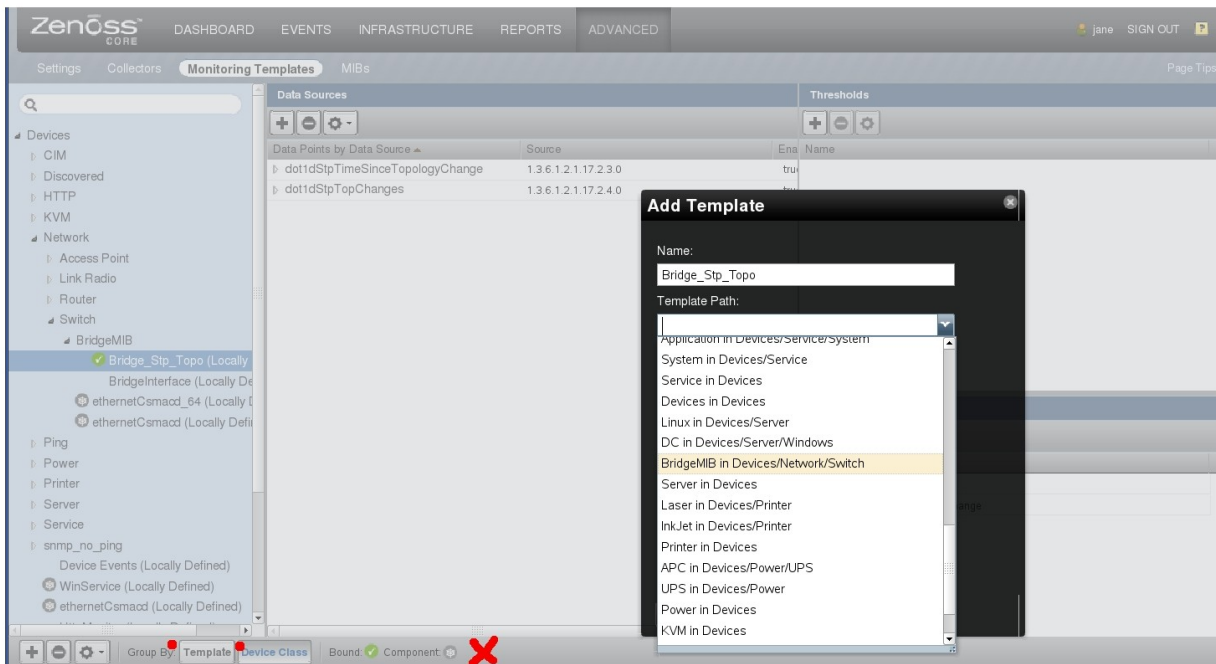 Zenoss CORE
DASHBOARD EVENTS INFRASTRUCTURE REPORTS ADVANCED
jane SIGN OUT ?
Settings Collectors Monitoring Templates MIBs Page Tips
Data Sources
Thresholds
Data Points by Data Source Source Ena
Name
dot1dStpTimeSinceTopologyChange 1.3.6.1.2.1.17.2.3.0 tru
dot1dStpTopChanges 1.3.6.1.2.1.17.2.4.0
Devices
CIM
Discovered
HTTP
KVM
Network
Access Point
Link Radio
Router
Switch
BridgeMIB
Bridge_Stp_Topo (Locally
BridgeInterface (Locally De
ethernetCsmacd_64 (Locally D
ethernetCsmacd (Locally Defi
Ping
Power
Printer
Server
Service
snmp_no_ping
Device Events (Locally Defined)
WinService (Locally Defined)
ethernetCsmacd (Locally Defined)
Add Template
Name:
Bridge_Stp_Topo
Template Path:
Application in Devices/Service/System
System in Devices/Service
Service in Devices
Devices in Devices
Linux in Devices/Server
DC in Devices/Server/Windows
BridgeMIB in Devices/Network/Switch
Server in Devices
Laser in Devices/Printer
InkJet in Devices/Printer
Printer in Devices
APC in Devices/Power/UPS
UPS in Devices/Power
Power in Devices
KVM in Devices
ange
Group By: Template Device Class Bound: Component: